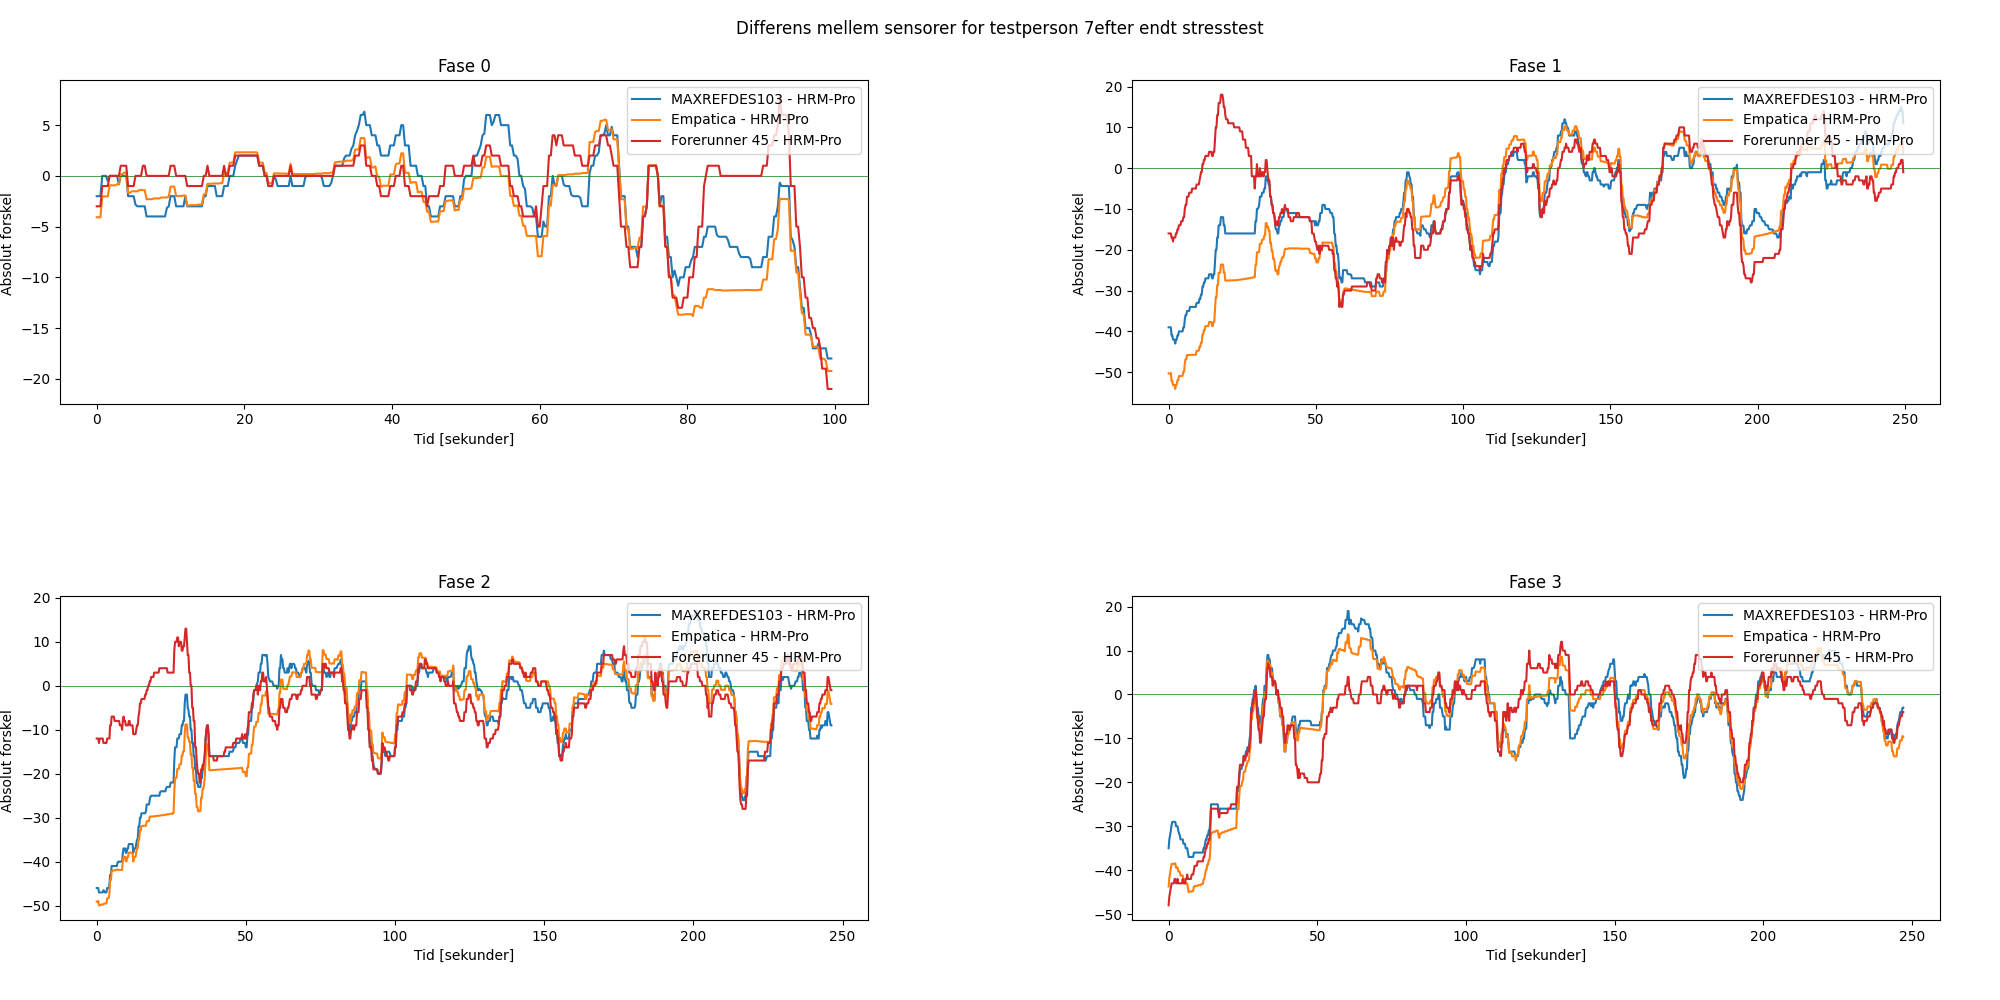 Differens mellem sensorer for testperson 7efter endt stresstest
Fase 0
MAXREFDES103 - HRM-Pro
Empatica - HRM-Pro
Forerunner 45 - HRM-Pro
Absolut forskel
5
0
−5
−10
−15
−20
0 20 40 60 80 100
Tid [sekunder]
Fase 1
MAXREFDES103 - HRM-Pro
Empatica - HRM-Pro
Forerunner 45 - HRM-Pro
Absolut forskel
20
10
0
−10
−20
−30
−40
−50
0 50 100 150 200 250
Tid [sekunder]
Fase 2
MAXREFDES103 - HRM-Pro
Empatica - HRM-Pro
Forerunner 45 - HRM-Pro
Absolut forskel
20
10
0
−10
−20
−30
−40
−50
0 50 100 150 200 250
Tid [sekunder]
Fase 3
MAXREFDES103 - HRM-Pro
Empatica - HRM-Pro
Forerunner 45 - HRM-Pro
Absolut forskel
20
10
0
−10
−20
−30
−40
−50
0 50 100 150 200 250
Tid [sekunder]